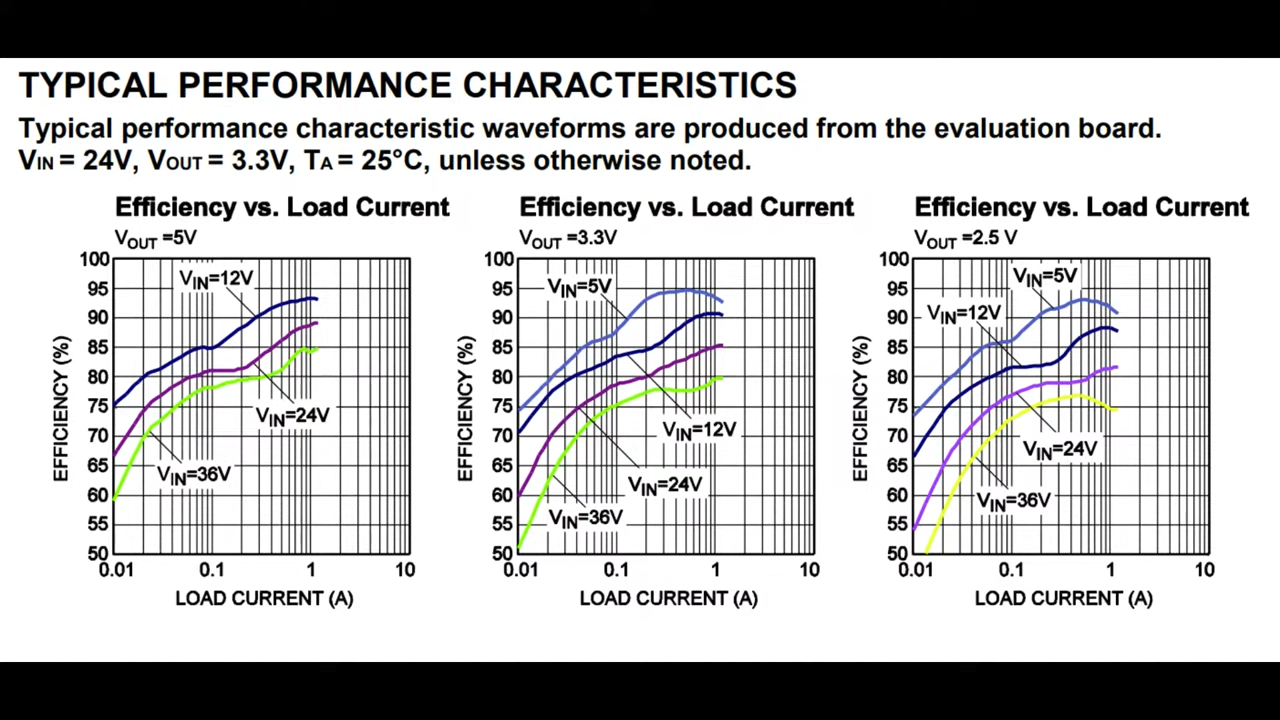 TYPICAL PERFORMANCE CHARACTERISTICS
Typical performance characteristic waveforms are produced from the evaluation board.
VIN = 24V, VOUT = 3.3V, TA = 25°C, unless otherwise noted.
Efficiency vs. Load Current
VOUT =5V
EFFICIENCY (%)
100
95
90
85
80
75
70
65
60
55
50
VIN=12V
VIN=24V
VIN=36V
0.01 0.1 1 10
LOAD CURRENT (A)
Efficiency vs. Load Current
VOUT =3.3V
EFFICIENCY (%)
100
95
90
85
80
75
70
65
60
55
50
VIN=5V
VIN=12V
VIN=24V
VIN=36V
0.01 0.1 1 10
LOAD CURRENT (A)
Efficiency vs. Load Current
VOUT =2.5 V
EFFICIENCY (%)
100
95
90
85
80
75
70
65
60
55
50
VIN=5V
VIN=12V
VIN=24V
VIN=36V
0.01 0.1 1 10
LOAD CURRENT (A)